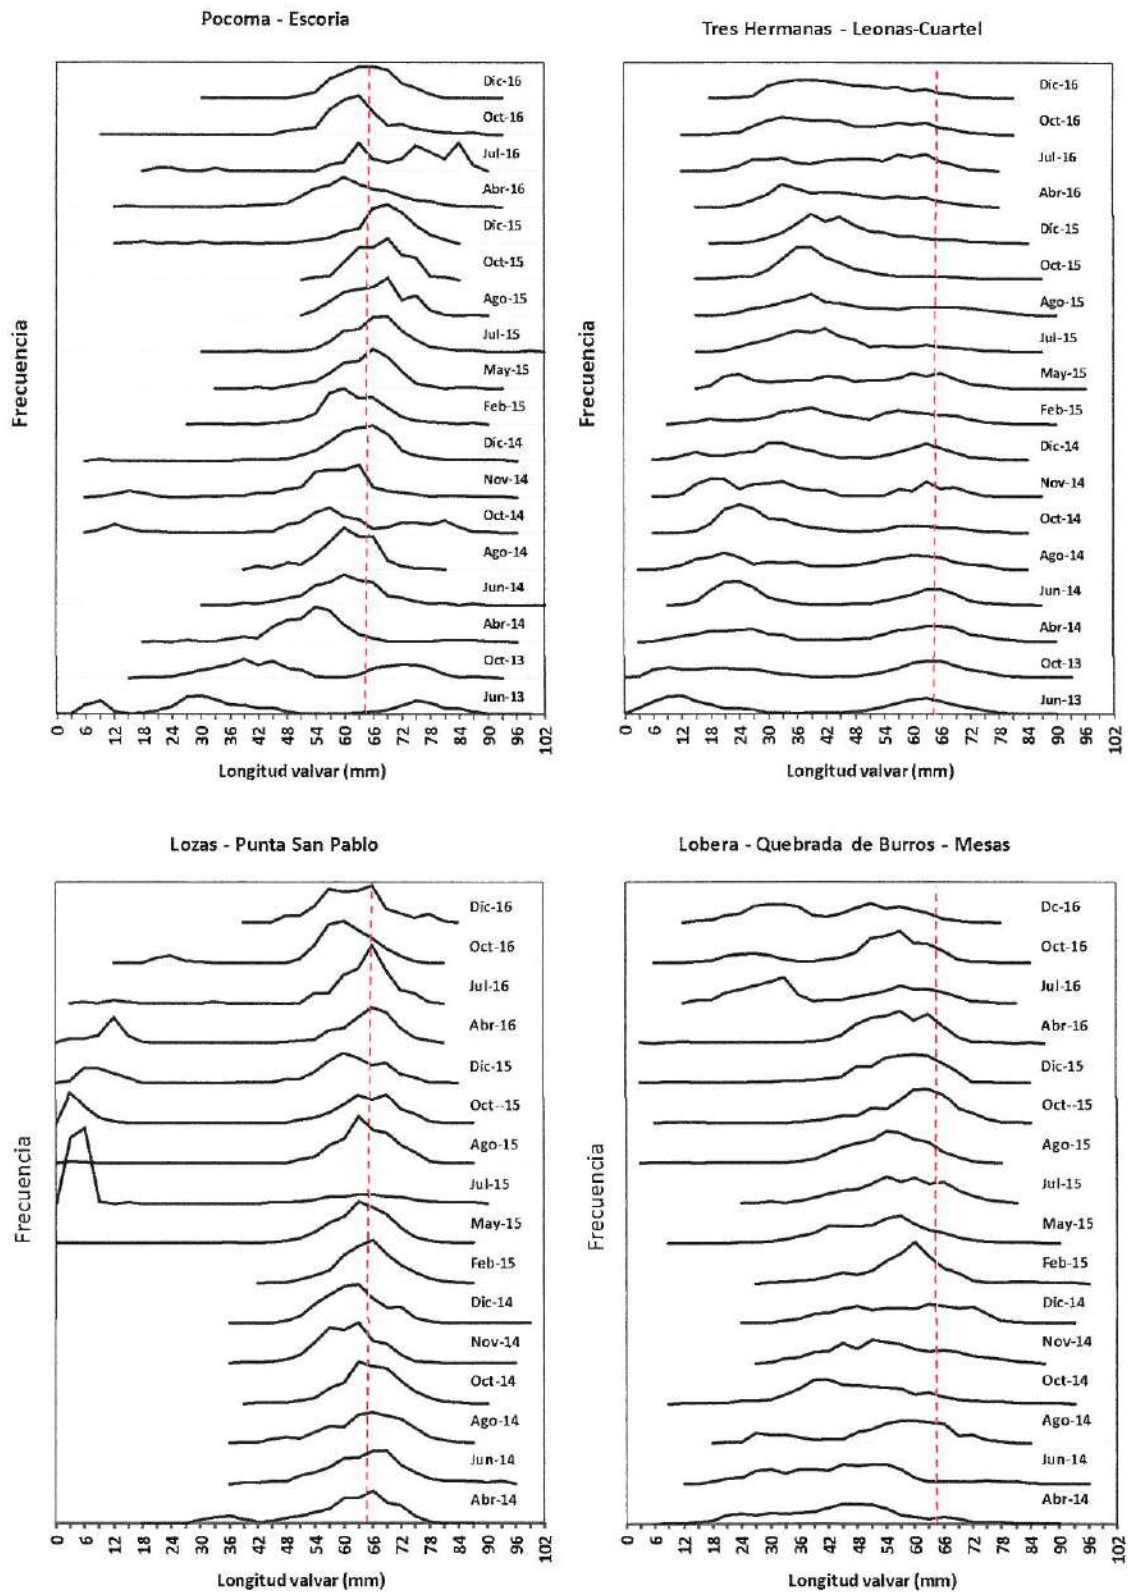 Pocoma - Escoria
Dic-16
Oct-16
Jul-16
Abr-16
Dic-15
Oct-15
Ago-15
Jul-15
May-15
Feb-15
Dic-14
Nov-14
Oct-14
Ago-14
Jun-14
Abr-14
Oct-13
Jun-13
Frecuencia
0 6 12 18 24 30 36 42 48 54 60 66 72 78 84 90 96 102
Longitud valvar (mm)
Tres Hermanas - Leonas-Cuartel
Dic-16
Oct-16
Jul-16
Abr-16
Dic-15
Oct-15
Ago-15
Jul-15
May-15
Feb-15
Dic-14
Nov-14
Oct-14
Ago-14
Jun-14
Abr-14
Oct-13
Jun-13
Frecuencia
0 6 12 18 24 30 36 42 48 54 60 66 72 78 84 90 96 102
Longitud valvar (mm)
Lozas - Punta San Pablo
Dic-16
Oct-16
Jul-16
Abr-16
Dic-15
Oct--15
Ago-15
Jul-15
May-15
Feb-15
Dic-14
Nov-14
Oct-14
Ago-14
Jun-14
Abr-14
Frecuencia
0 6 12 18 24 30 36 42 48 54 60 66 72 78 84 90 96 102
Longitud valvar (mm)
Lobera - Quebrada de Burros - Mesas
Dc-16
Oct-16
Jul-16
Abr-16
Dic-15
Oct--15
Ago-15
Jul-15
May-15
Feb-15
Dic-14
Nov-14
Oct-14
Ago-14
Jun-14
Abr-14
Frecuencia
0 6 12 18 24 30 36 42 48 54 60 66 72 78 84 90 96 102
Longitud valvar (mm)